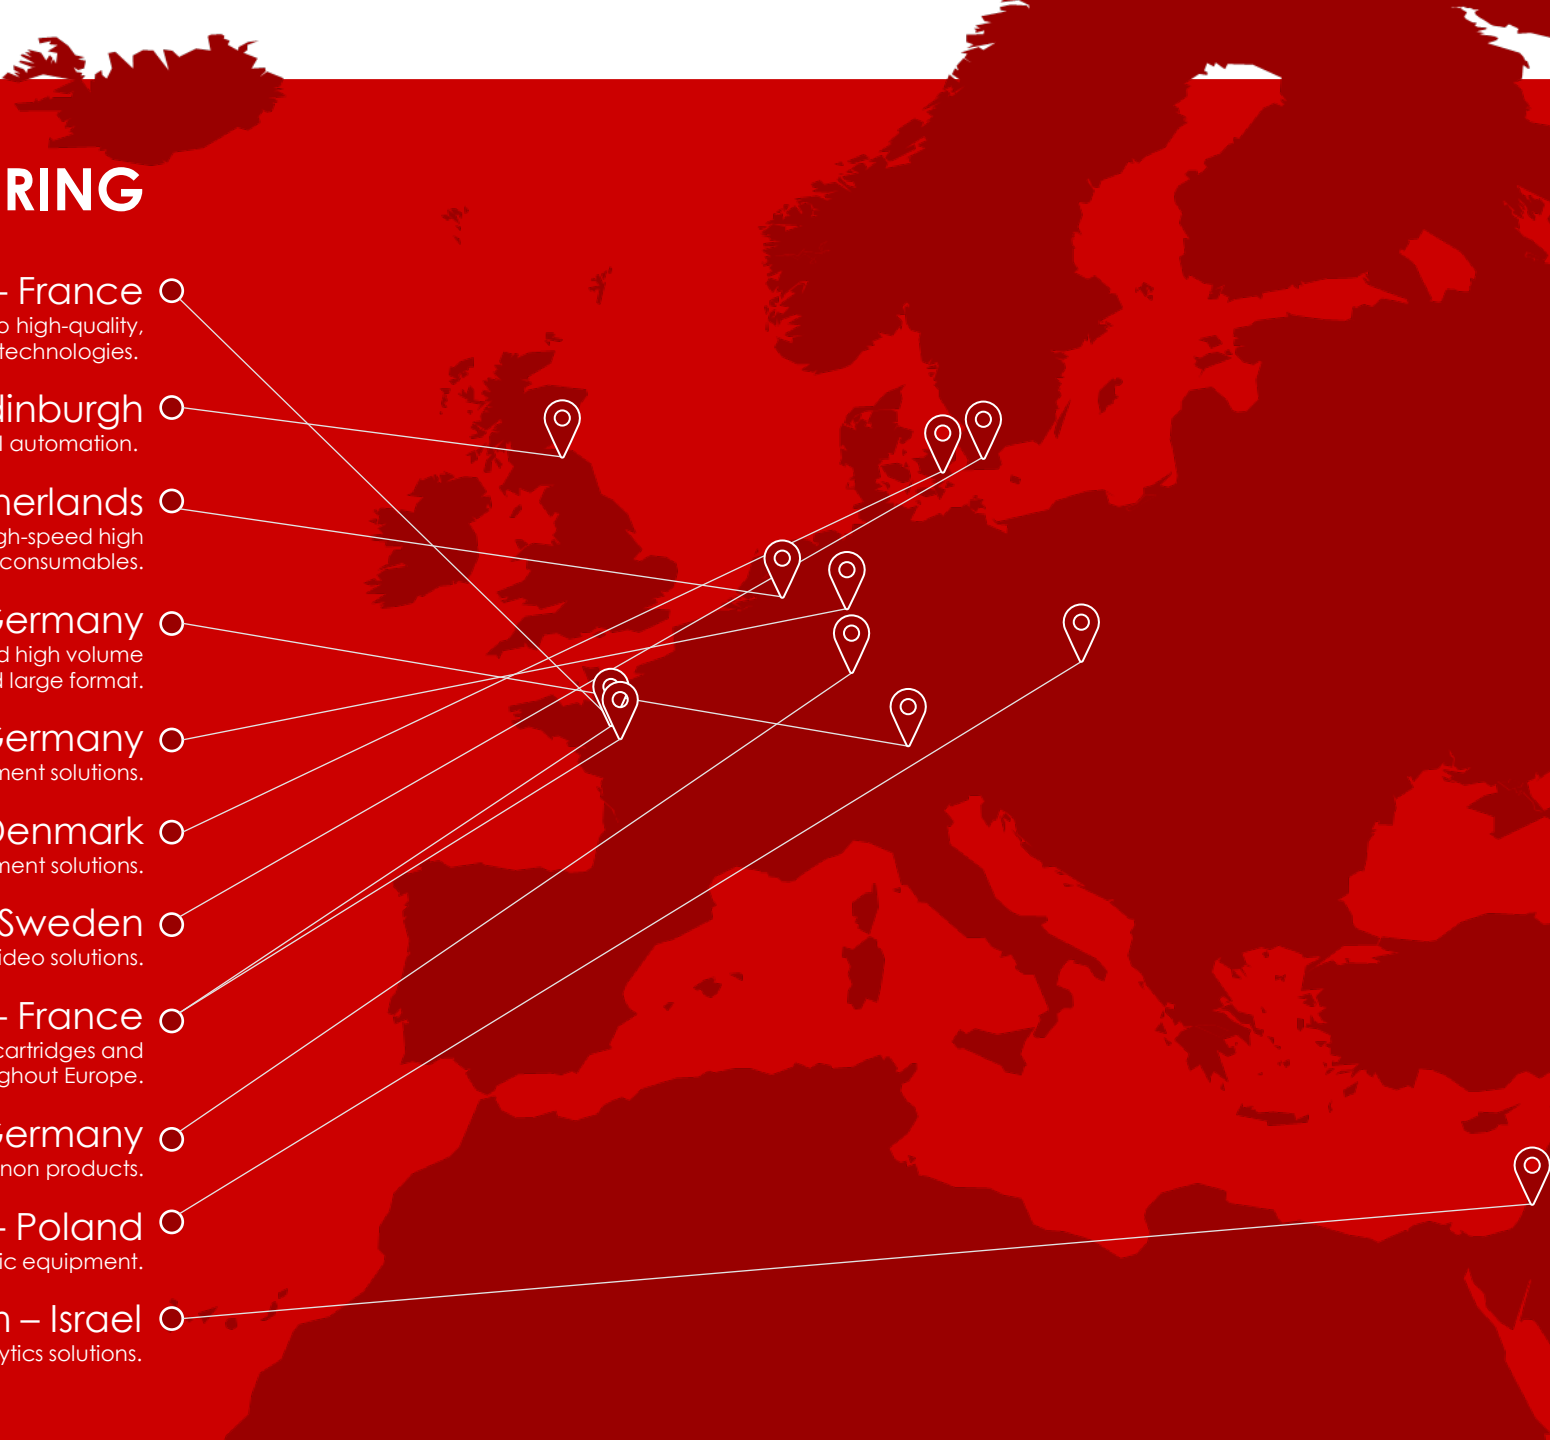 RING
– France
o high-quality,
technologies.
dinburgh
l automation.
herlands
gh-speed high
consumables.
Germany
d high volume
d large format.
Germany
ment solutions.
Denmark
ment solutions.
Sweden
ideo solutions.
– France
cartridges and
ghout Europe.
Germany
non products.
– Poland
ic equipment.
n – Israel
ytics solutions.